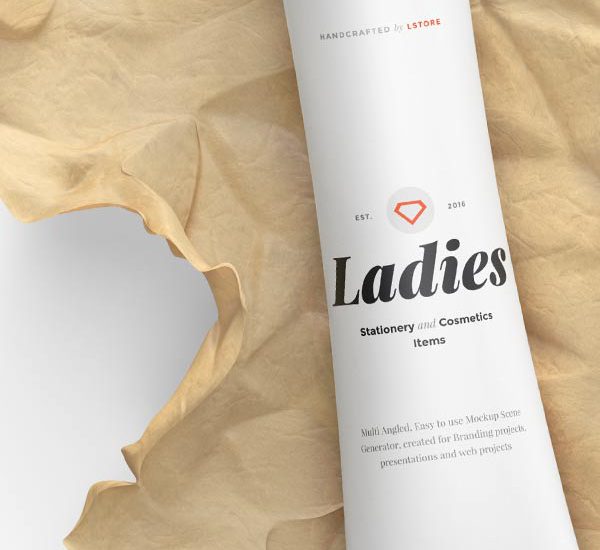 HANDCRAFTED by LSTORE
EST. 2016
Ladies
Stationery and Cosmetics
Items
Multi Angled, Easy to use Mockup Scene
Generator, created for Branding projects,
presentations and web projects